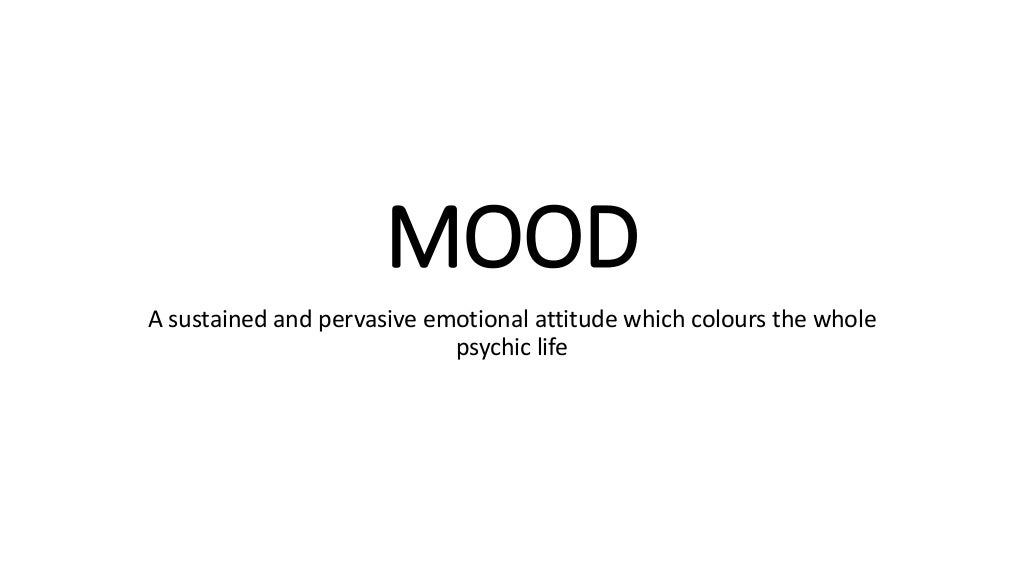 MOOD
A sustained and pervasive emotional attitude which colours the whole
psychic life